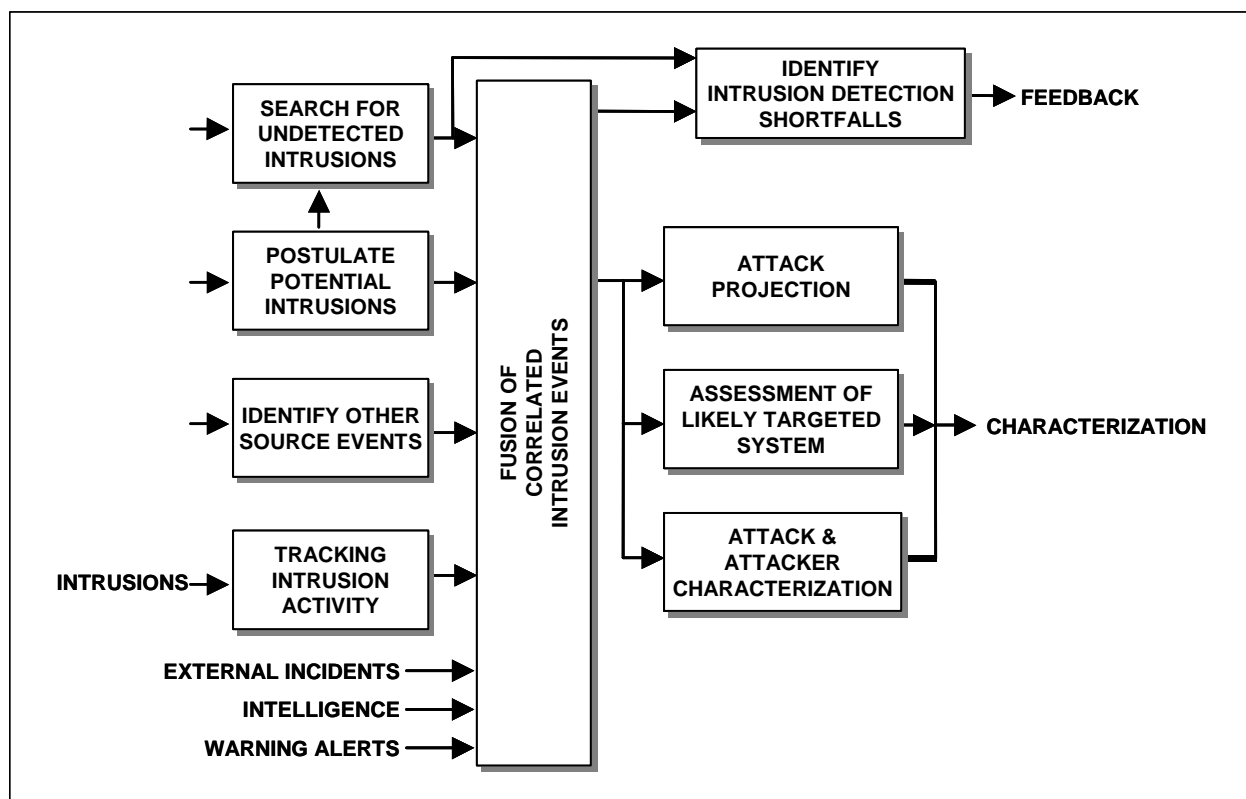 SEARCH FOR
UNDETECTED
INTRUSIONS
POSTULATE
POTENTIAL
INTRUSIONS
IDENTIFY OTHER
SOURCE EVENTS
INTRUSIONS
TRACKING
INTRUSION
ACTIVITY
EXTERNAL INCIDENTS
INTELLIGENCE
WARNING ALERTS
FUSION OF
CORRELATED
INTRUSION EVENTS
IDENTIFY
INTRUSION DETECTION
SHORTFALLS
FEEDBACK
ATTACK
PROJECTION
ASSESSMENT OF
LIKELY TARGETED
SYSTEM
ATTACK &
ATTACKER
CHARACTERIZATION
CHARACTERIZATION